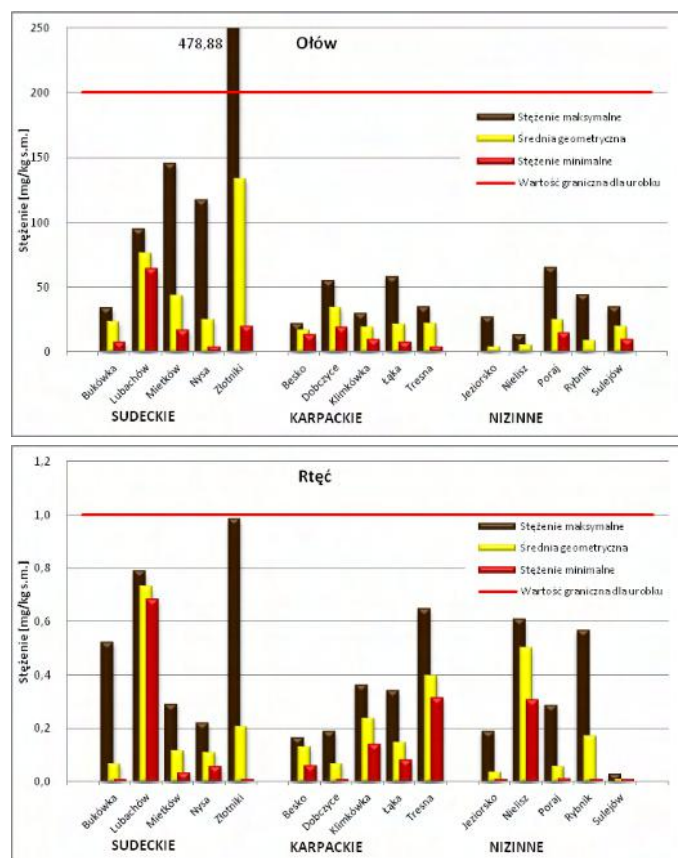 Ołów
478,88
Stężenie [mg/kg s.m.]
250
200
150
100
50
0
Stężenie maksymalne
Średnia geometryczna
Stężenie minimalne
Wartość graniczna dla urobku
Bukówka
Lubachów
Mietków
Nysa
Złotniki
Besko
Dobczyce
Klimkówka
Łąka
Tresna
Jeziorsko
Nielisz
Poraj
Rybnik
Sulejów
SUDECKIE
KARPACKIE
NIZINNE
Rtęć
Stężenie [mg/kg s.m.]
1,2
1,0
0,8
0,6
0,4
0,2
0,0
Stężenie maksymalne
Średnia geometryczna
Stężenie minimalne
Wartość graniczna dla urobku
Bukówka
Lubachów
Mietków
Nysa
Złotniki
Besko
Dobczyce
Klimkówka
Łąka
Tresna
Jeziorsko
Nielisz
Poraj
Rybnik
Sulejów
SUDECKIE
KARPACKIE
NIZINNE